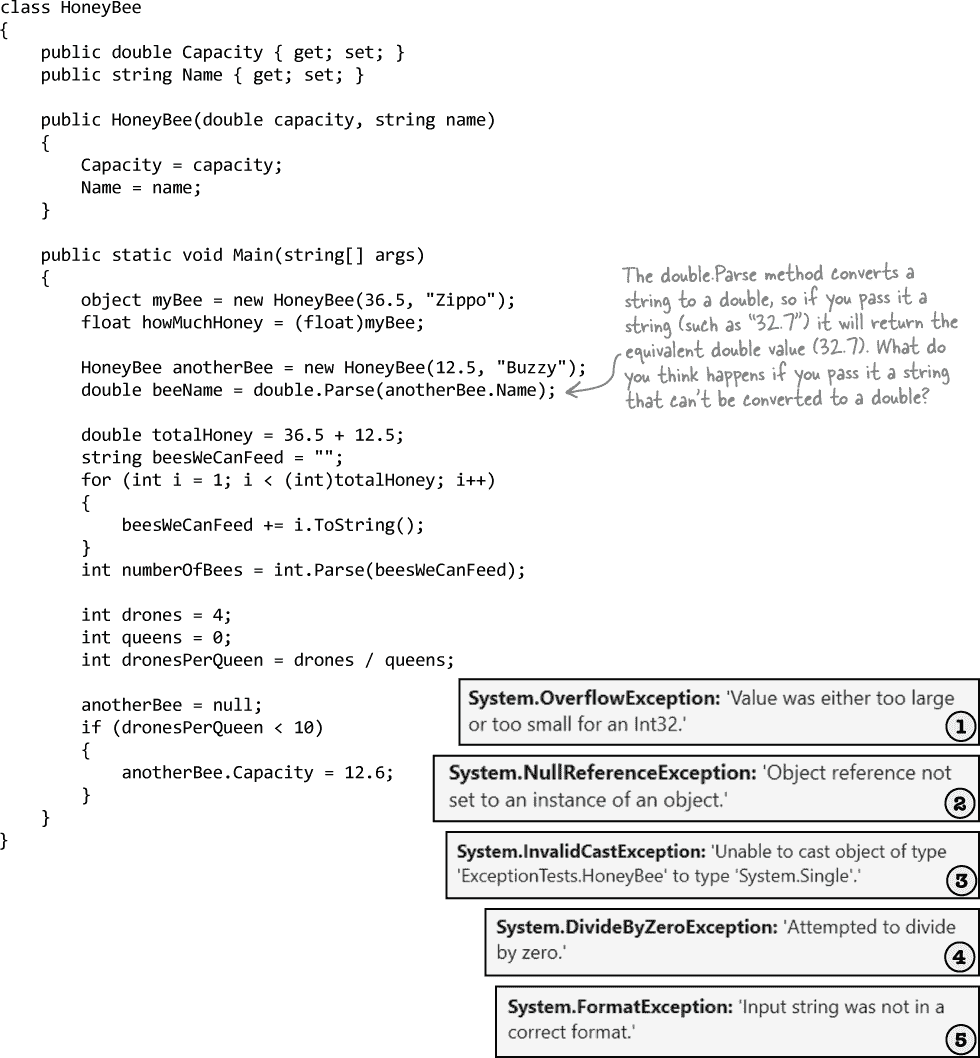 class HoneyBee
{
    public double Capacity { get; set; }
    public string Name { get; set; }

    public HoneyBee(double capacity, string name)
    {
        Capacity = capacity;
        Name = name;
    }

    public static void Main(string[] args)
    {
        object myBee = new HoneyBee(36.5, "Zippo");
        float howMuchHoney = (float)myBee;

        HoneyBee anotherBee = new HoneyBee(12.5, "Buzzy");
        double beeName = double.Parse(anotherBee.Name);

        double totalHoney = 36.5 + 12.5;
        string beesWeCanFeed = "";
        for (int i = 1; i < (int)totalHoney; i++)
        {
            beesWeCanFeed += i.ToString();
        }
        int numberOfBees = int.Parse(beesWeCanFeed);

        int drones = 4;
        int queens = 0;
        int dronesPerQueen = drones / queens;

        anotherBee = null;
        if (dronesPerQueen < 10)
        {
            anotherBee.Capacity = 12.6;
        }
    }
}
The double.Parse method converts a
string to a double, so if you pass it a
string (such as "32.7") it will return the
equivalent double value (32.7). What do
you think happens if you pass it a string
that can't be converted to a double?
System.OverflowException: 'Value was either too large
or too small for an Int32.'
1
System.NullReferenceException: 'Object reference not
set to an instance of an object.'
2
System.InvalidCastException: 'Unable to cast object of type
'ExceptionTests.HoneyBee' to type 'System.Single'.'
3
System.DivideByZeroException: 'Attempted to divide
by zero.'
4
System.FormatException: 'Input string was not in a
correct format.'
5